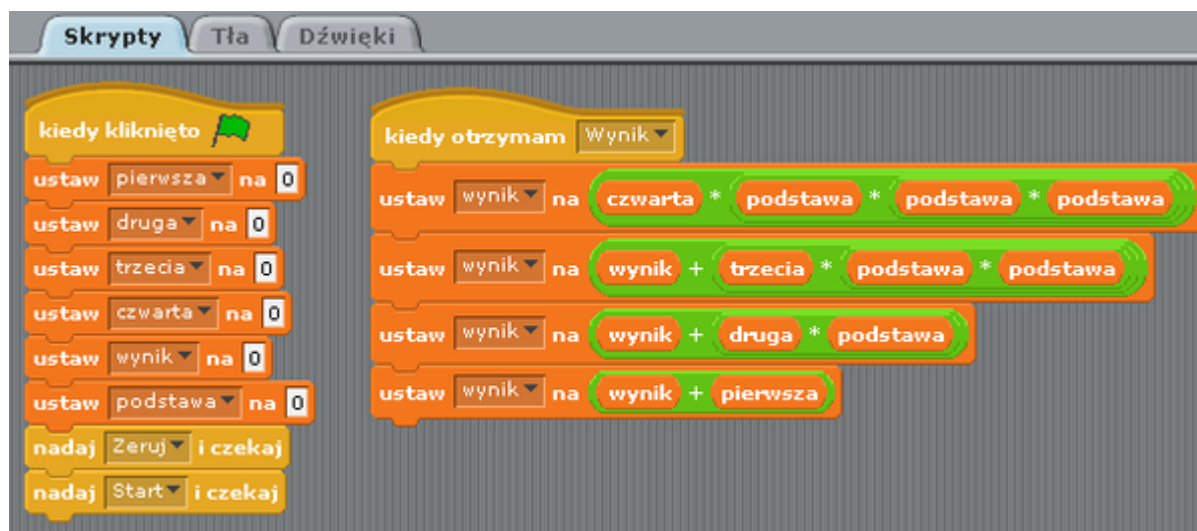 Skrypty Tła Dźwięki
kiedy kliknięto
ustaw pierwsza na 0
ustaw druga na 0
ustaw trzecia na 0
ustaw czwarta na 0
ustaw wynik na 0
ustaw podstawa na 0
nadaj Zeruj i czekaj
nadaj Start i czekaj
kiedy otrzymam Wynik
ustaw wynik na czwarta * podstawa * podstawa * podstawa
ustaw wynik na wynik + trzecia * podstawa * podstawa
ustaw wynik na wynik + druga * podstawa
ustaw wynik na wynik + pierwsza